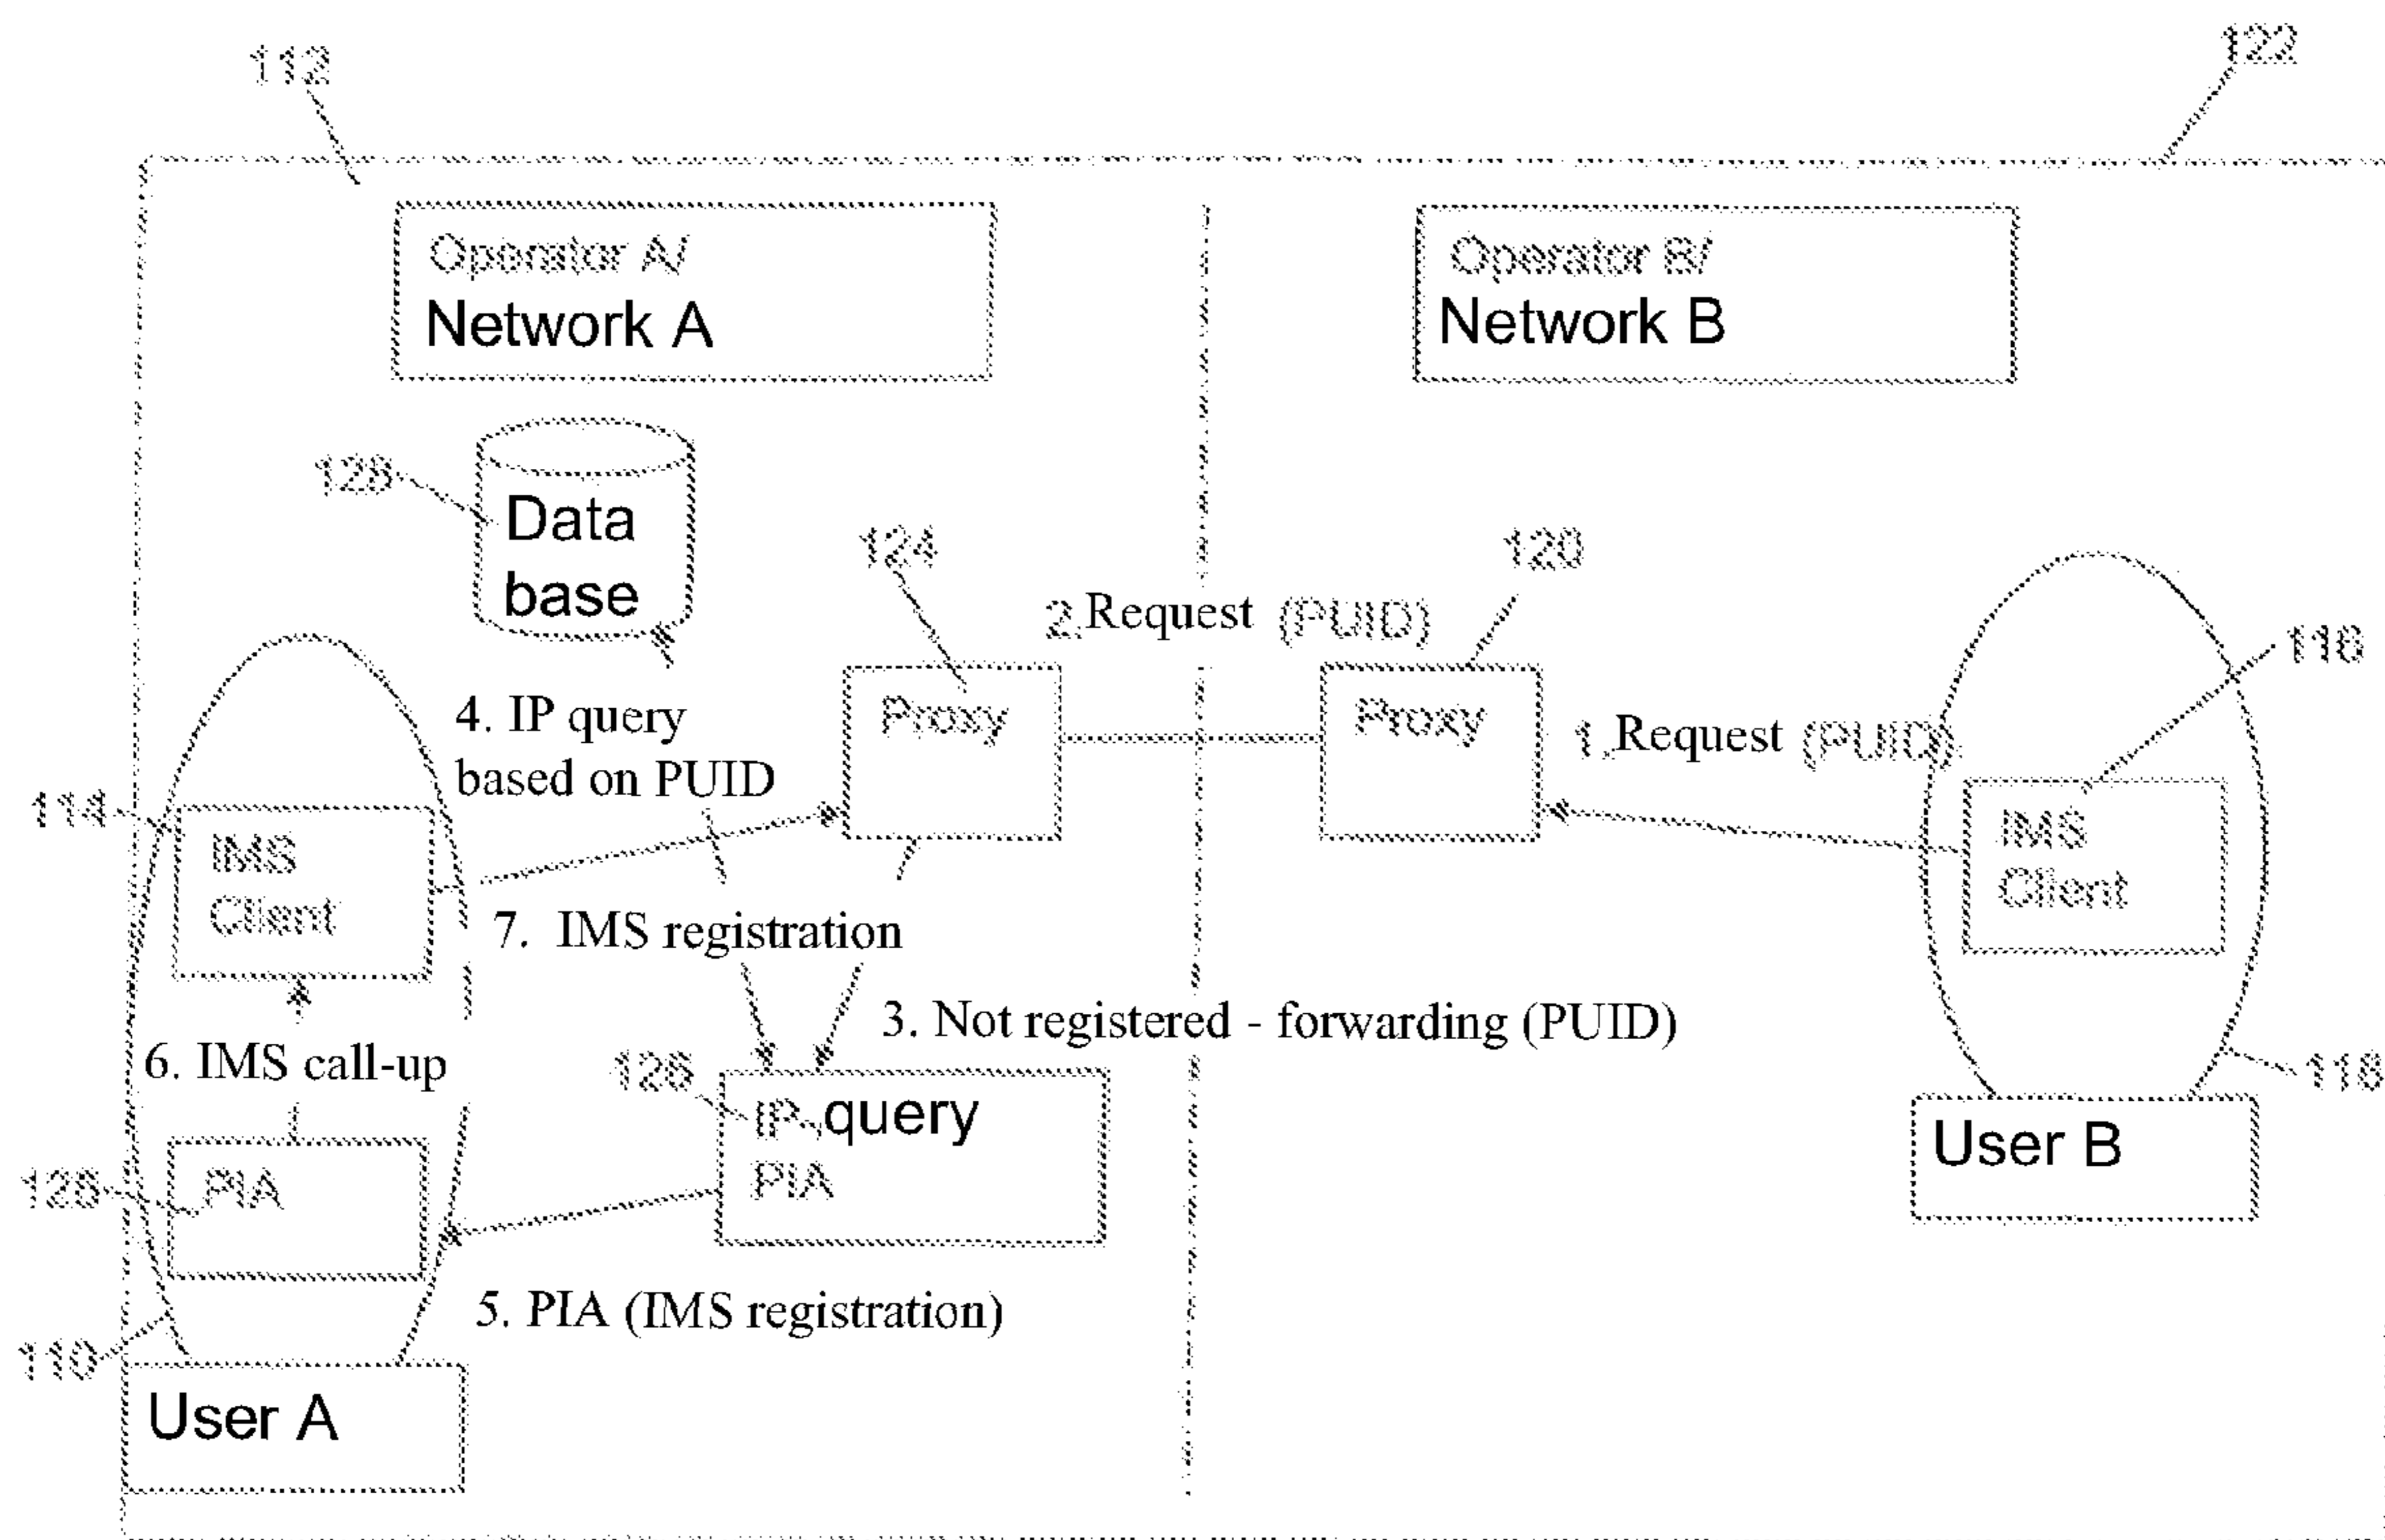 112
122
Operator A/
Network A
Operator B/
Network B
128
Data
base
124
120
2.Request (PUID)
116
4. IP query
based on PUID
Proxy
Proxy
1.Request (PUID)
114
IMS
Client
IMS
Client
7. IMS registration
3. Not registered - forwarding (PUID)
6. IMS call-up
126
118
IP-query
PIA
User B
128
PIA
5. PIA (IMS registration)
110
User A